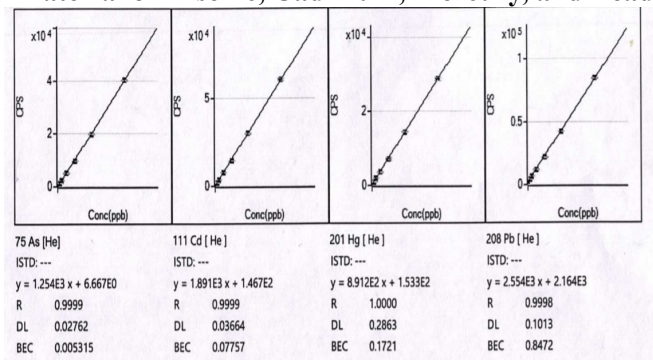 x10 4
4
2
0
CPS
Conc(ppb)
x10 4
5
0
CPS
Conc(ppb)
x10 4
2
0
CPS
Conc(ppb)
x10 5
1
0.5
0
CPS
Conc(ppb)
75 As [He]
ISTD: ---
y = 1.254E3 x + 6.667E0
R 0.9999
DL 0.02762
BEC 0.005315
111 Cd [ He ]
ISTD: ---
y = 1.891E3 x + 1.467E2
R 0.9999
DL 0.03664
BEC 0.07757
201 Hg [ He ]
ISTD: ---
y = 8.912E2 x + 1.533E2
R 1.0000
DL 0.2863
BEC 0.1721
208 Pb [ He ]
ISTD: ---
y = 2.554E3 x + 2.164E3
R 0.9998
DL 0.1013
BEC 0.8472